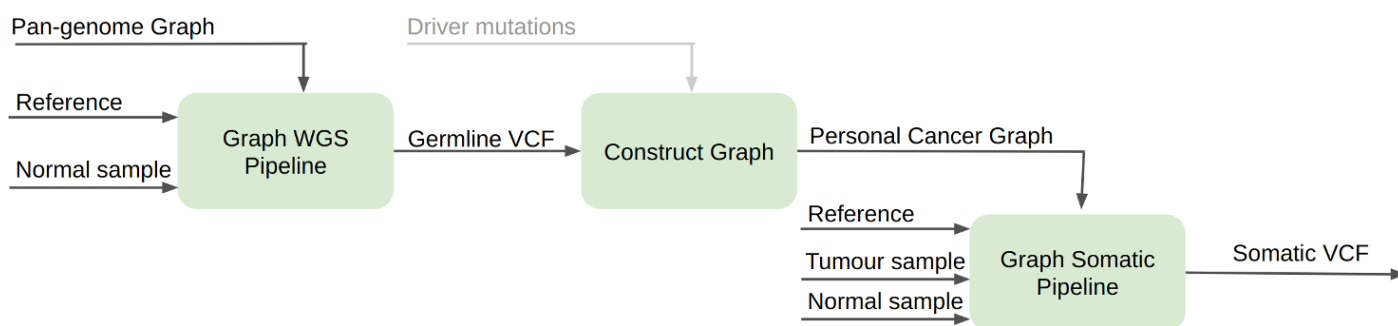 Pan-genome Graph
Driver mutations
Reference
Normal sample
Graph WGS
Pipeline
Germline VCF
Construct Graph
Personal Cancer Graph
Reference
Tumour sample
Normal sample
Graph Somatic
Pipeline
Somatic VCF